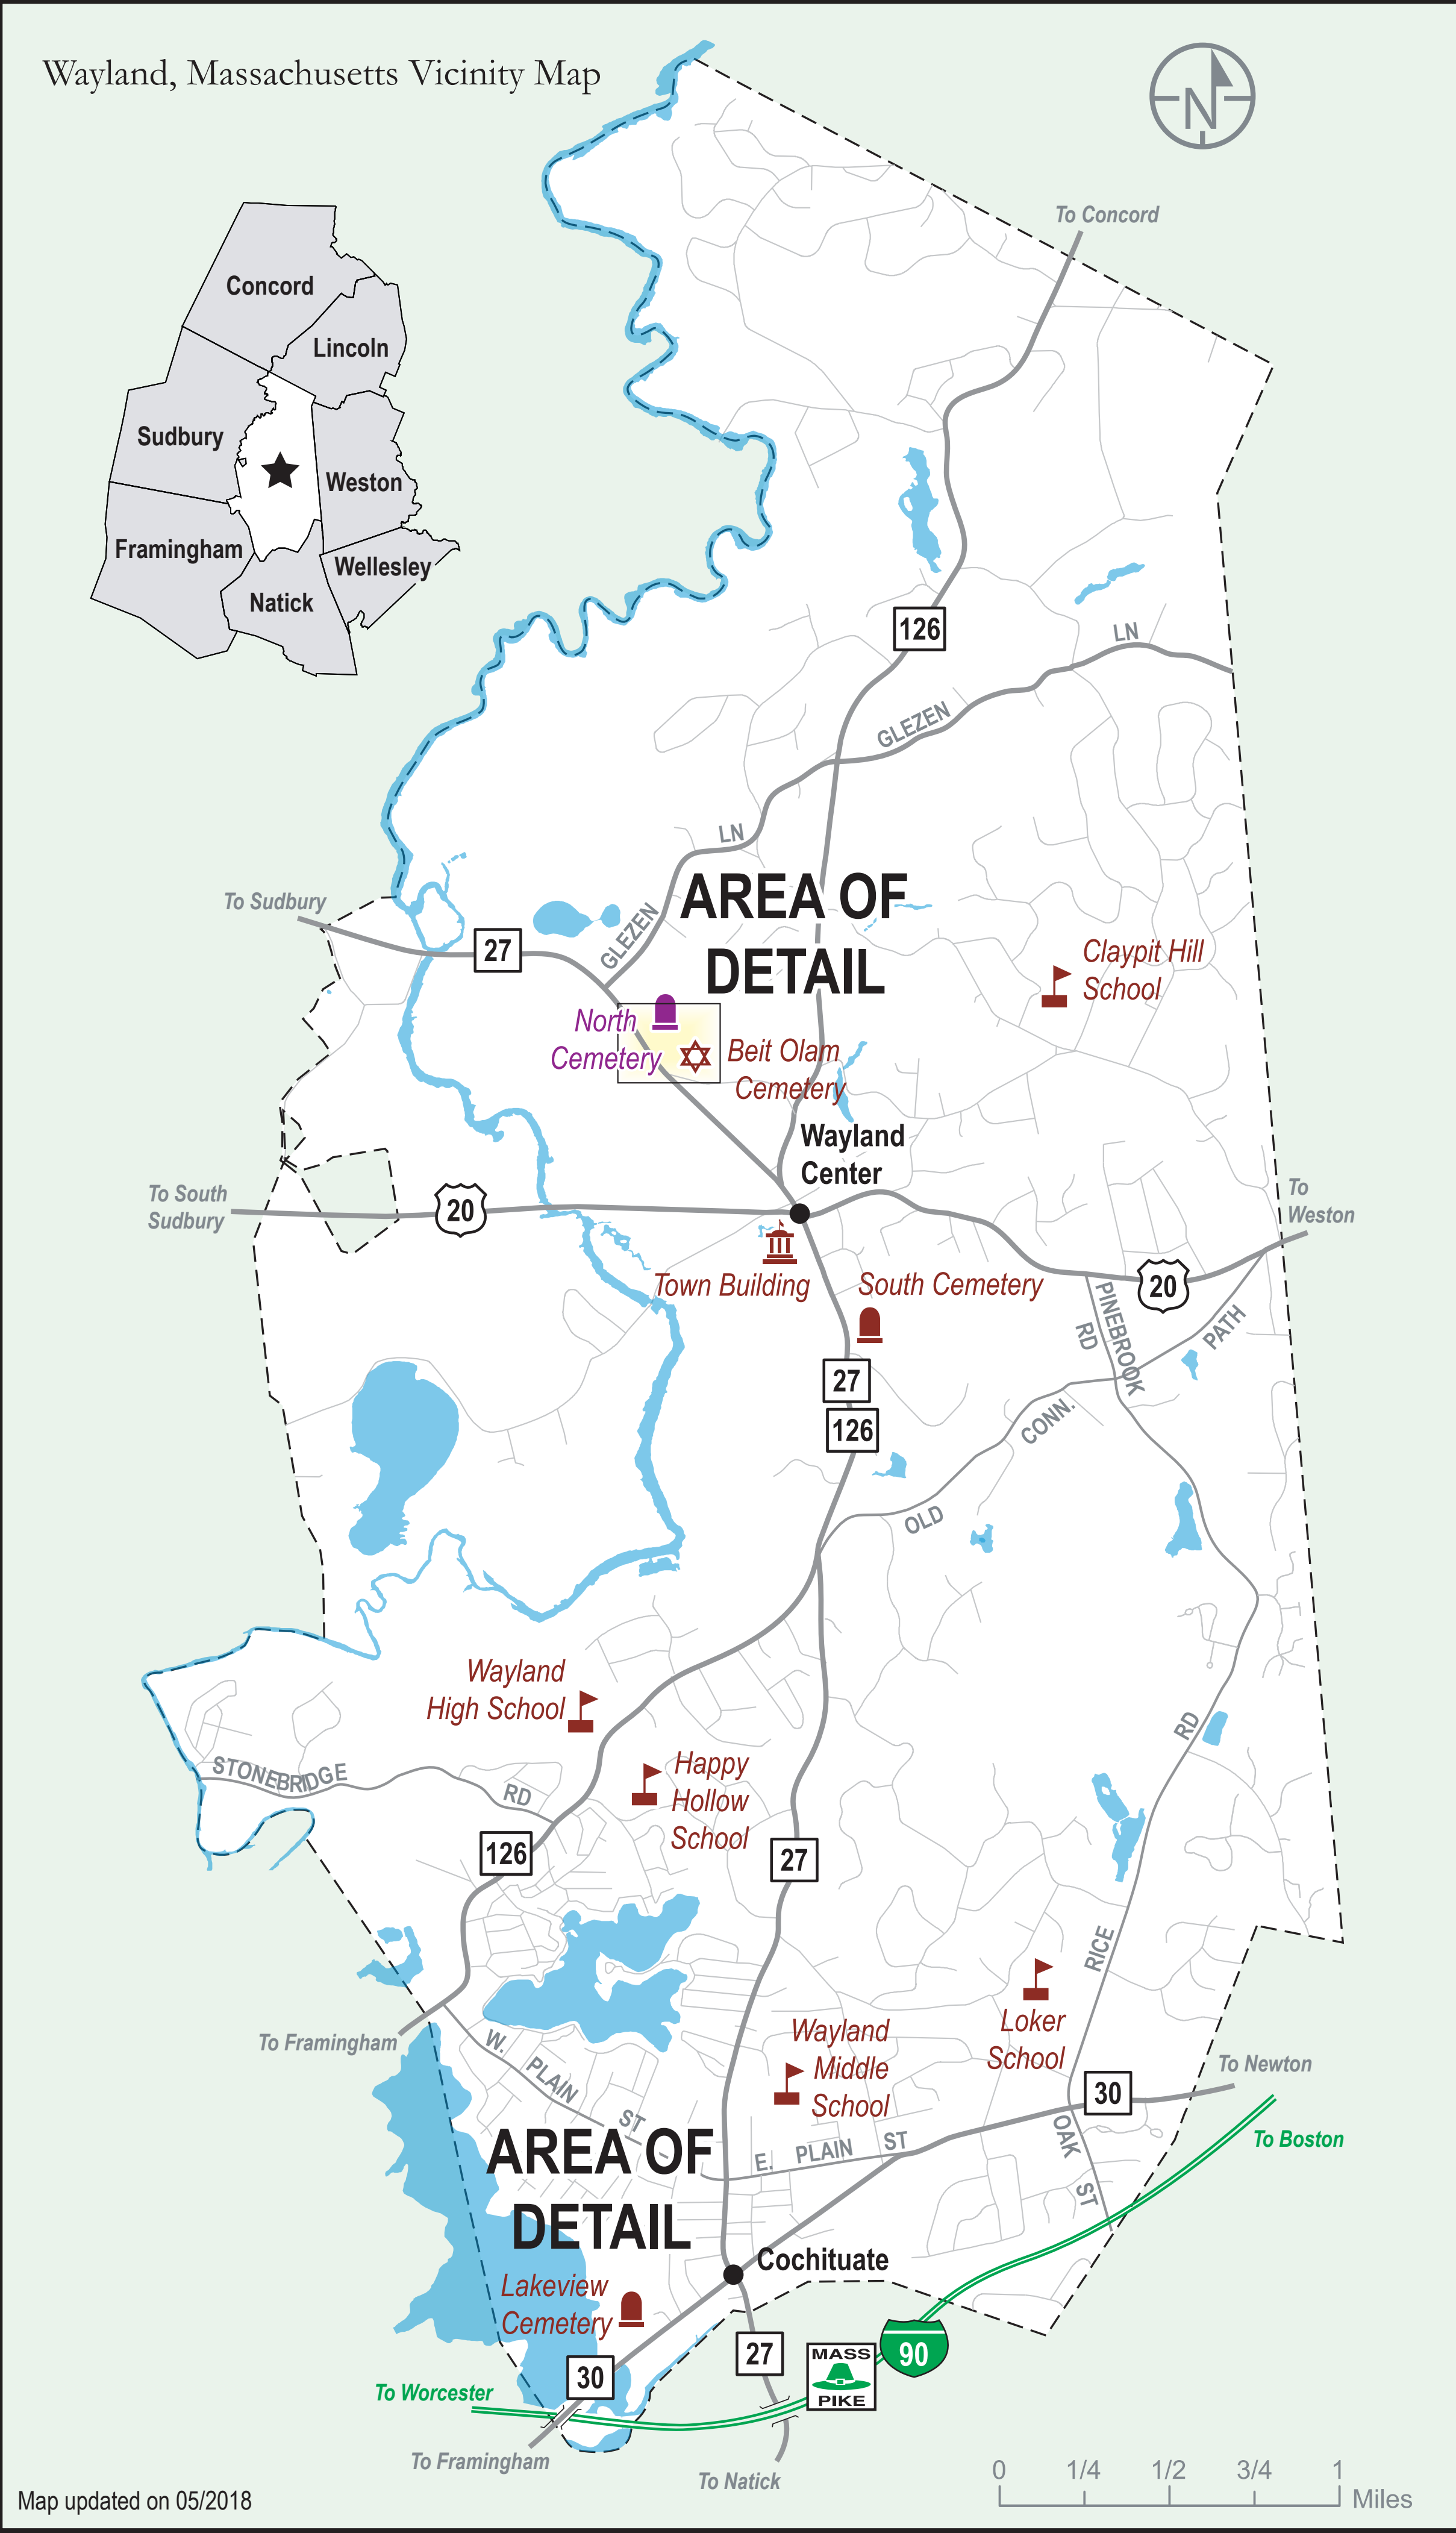 Wayland, Massachusetts Vicinity Map
N
To Concord
Concord
Lincoln
Sudbury
Weston
Framingham
Wellesley
Natick
126
LN
GLEZEN
LN
AREA OF
DETAIL
To Sudbury
27
GLEZEN
Claypit Hill
School
North
Cemetery
Beit Olam
Cemetery
Wayland
Center
To South
Sudbury
20
To
Weston
Town Building
South Cemetery
20
PINEBROOK
RD
PATH
27
126
CONN.
OLD
Wayland
High School
RD
STONEBRIDGE
RD
Happy
Hollow
School
126
27
RICE
To Framingham
W.
PLAIN
ST
Wayland
Middle
School
Loker
School
To Newton
30
To Boston
OAK
ST
E.
PLAIN
ST
AREA OF
DETAIL
Cochituate
Lakeview
Cemetery
30
27
MASS
PIKE
90
To Worcester
To Framingham
To Natick
0
1/4
1/2
3/4
1
Miles
Map updated on 05/2018